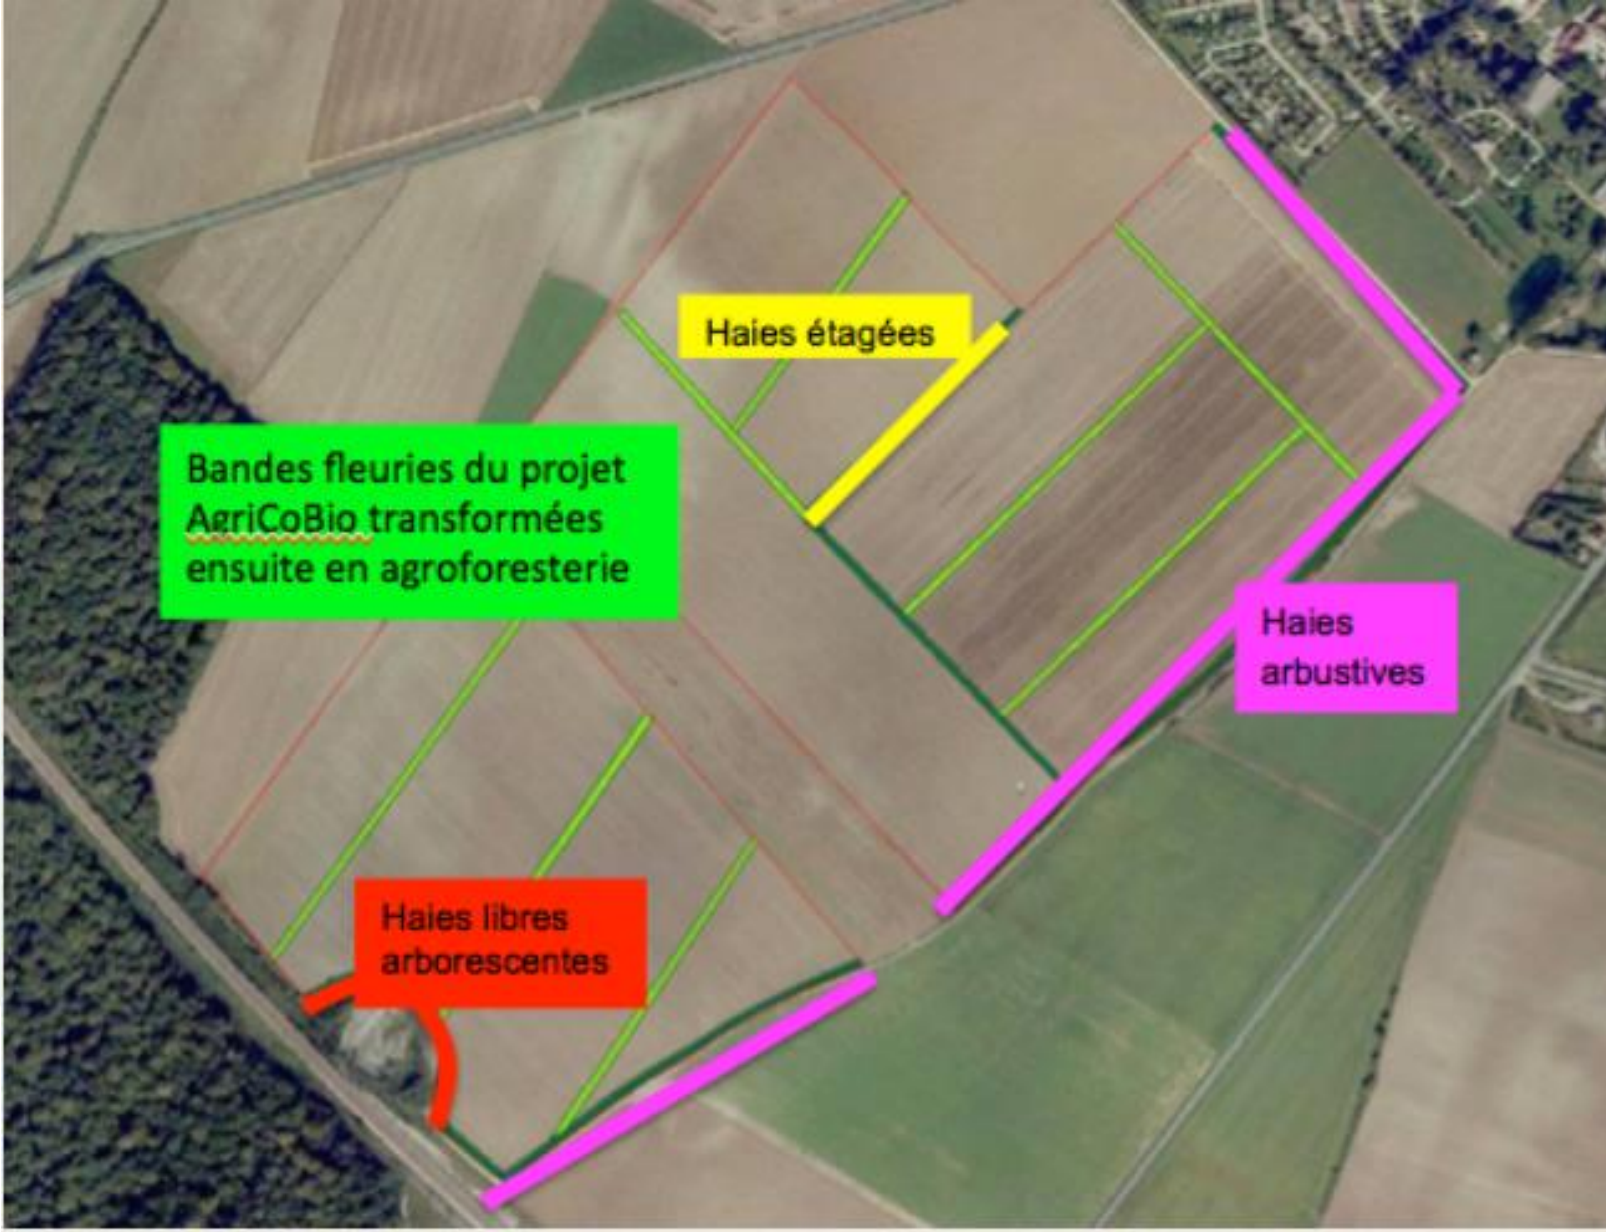 Haies étagées
Bandes fleuries du projet
AgriCoBio transformées
ensuite en agroforesterie
Haies
arbustives
Haies libres
arborescentes